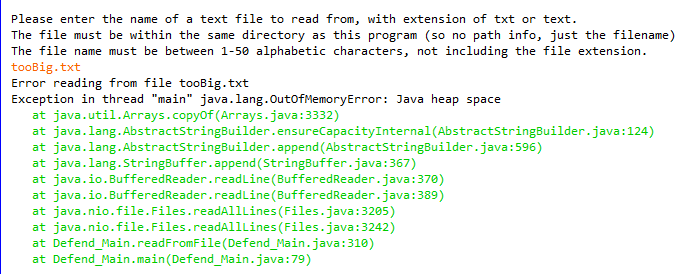 Please enter the name of a text file to read from, with extension of txt or text.
The file must be within the same directory as this program (so no path info, just the filename)
The file name must be between 1-50 alphabetic characters, not including the file extension.
tooBig.txt
Error reading from file tooBig.txt
Exception in thread "main" java.lang.OutOfMemoryError: Java heap space
at java.util.Arrays.copyOf(Arrays.java:3332)
at java.lang.AbstractStringBuilder.ensureCapacityInternal(AbstractStringBuilder.java:124)
at java.lang.AbstractStringBuilder.append(AbstractStringBuilder.java:596)
at java.lang.StringBuffer.append(StringBuffer.java:367)
at java.io.BufferedReader.readLine(BufferedReader.java:370)
at java.io.BufferedReader.readLine(BufferedReader.java:389)
at java.nio.file.Files.readAllLines(Files.java:3205)
at java.nio.file.Files.readAllLines(Files.java:3242)
at Defend_Main.readFromFile(Defend_Main.java:310)
at Defend_Main.main(Defend_Main.java:79)